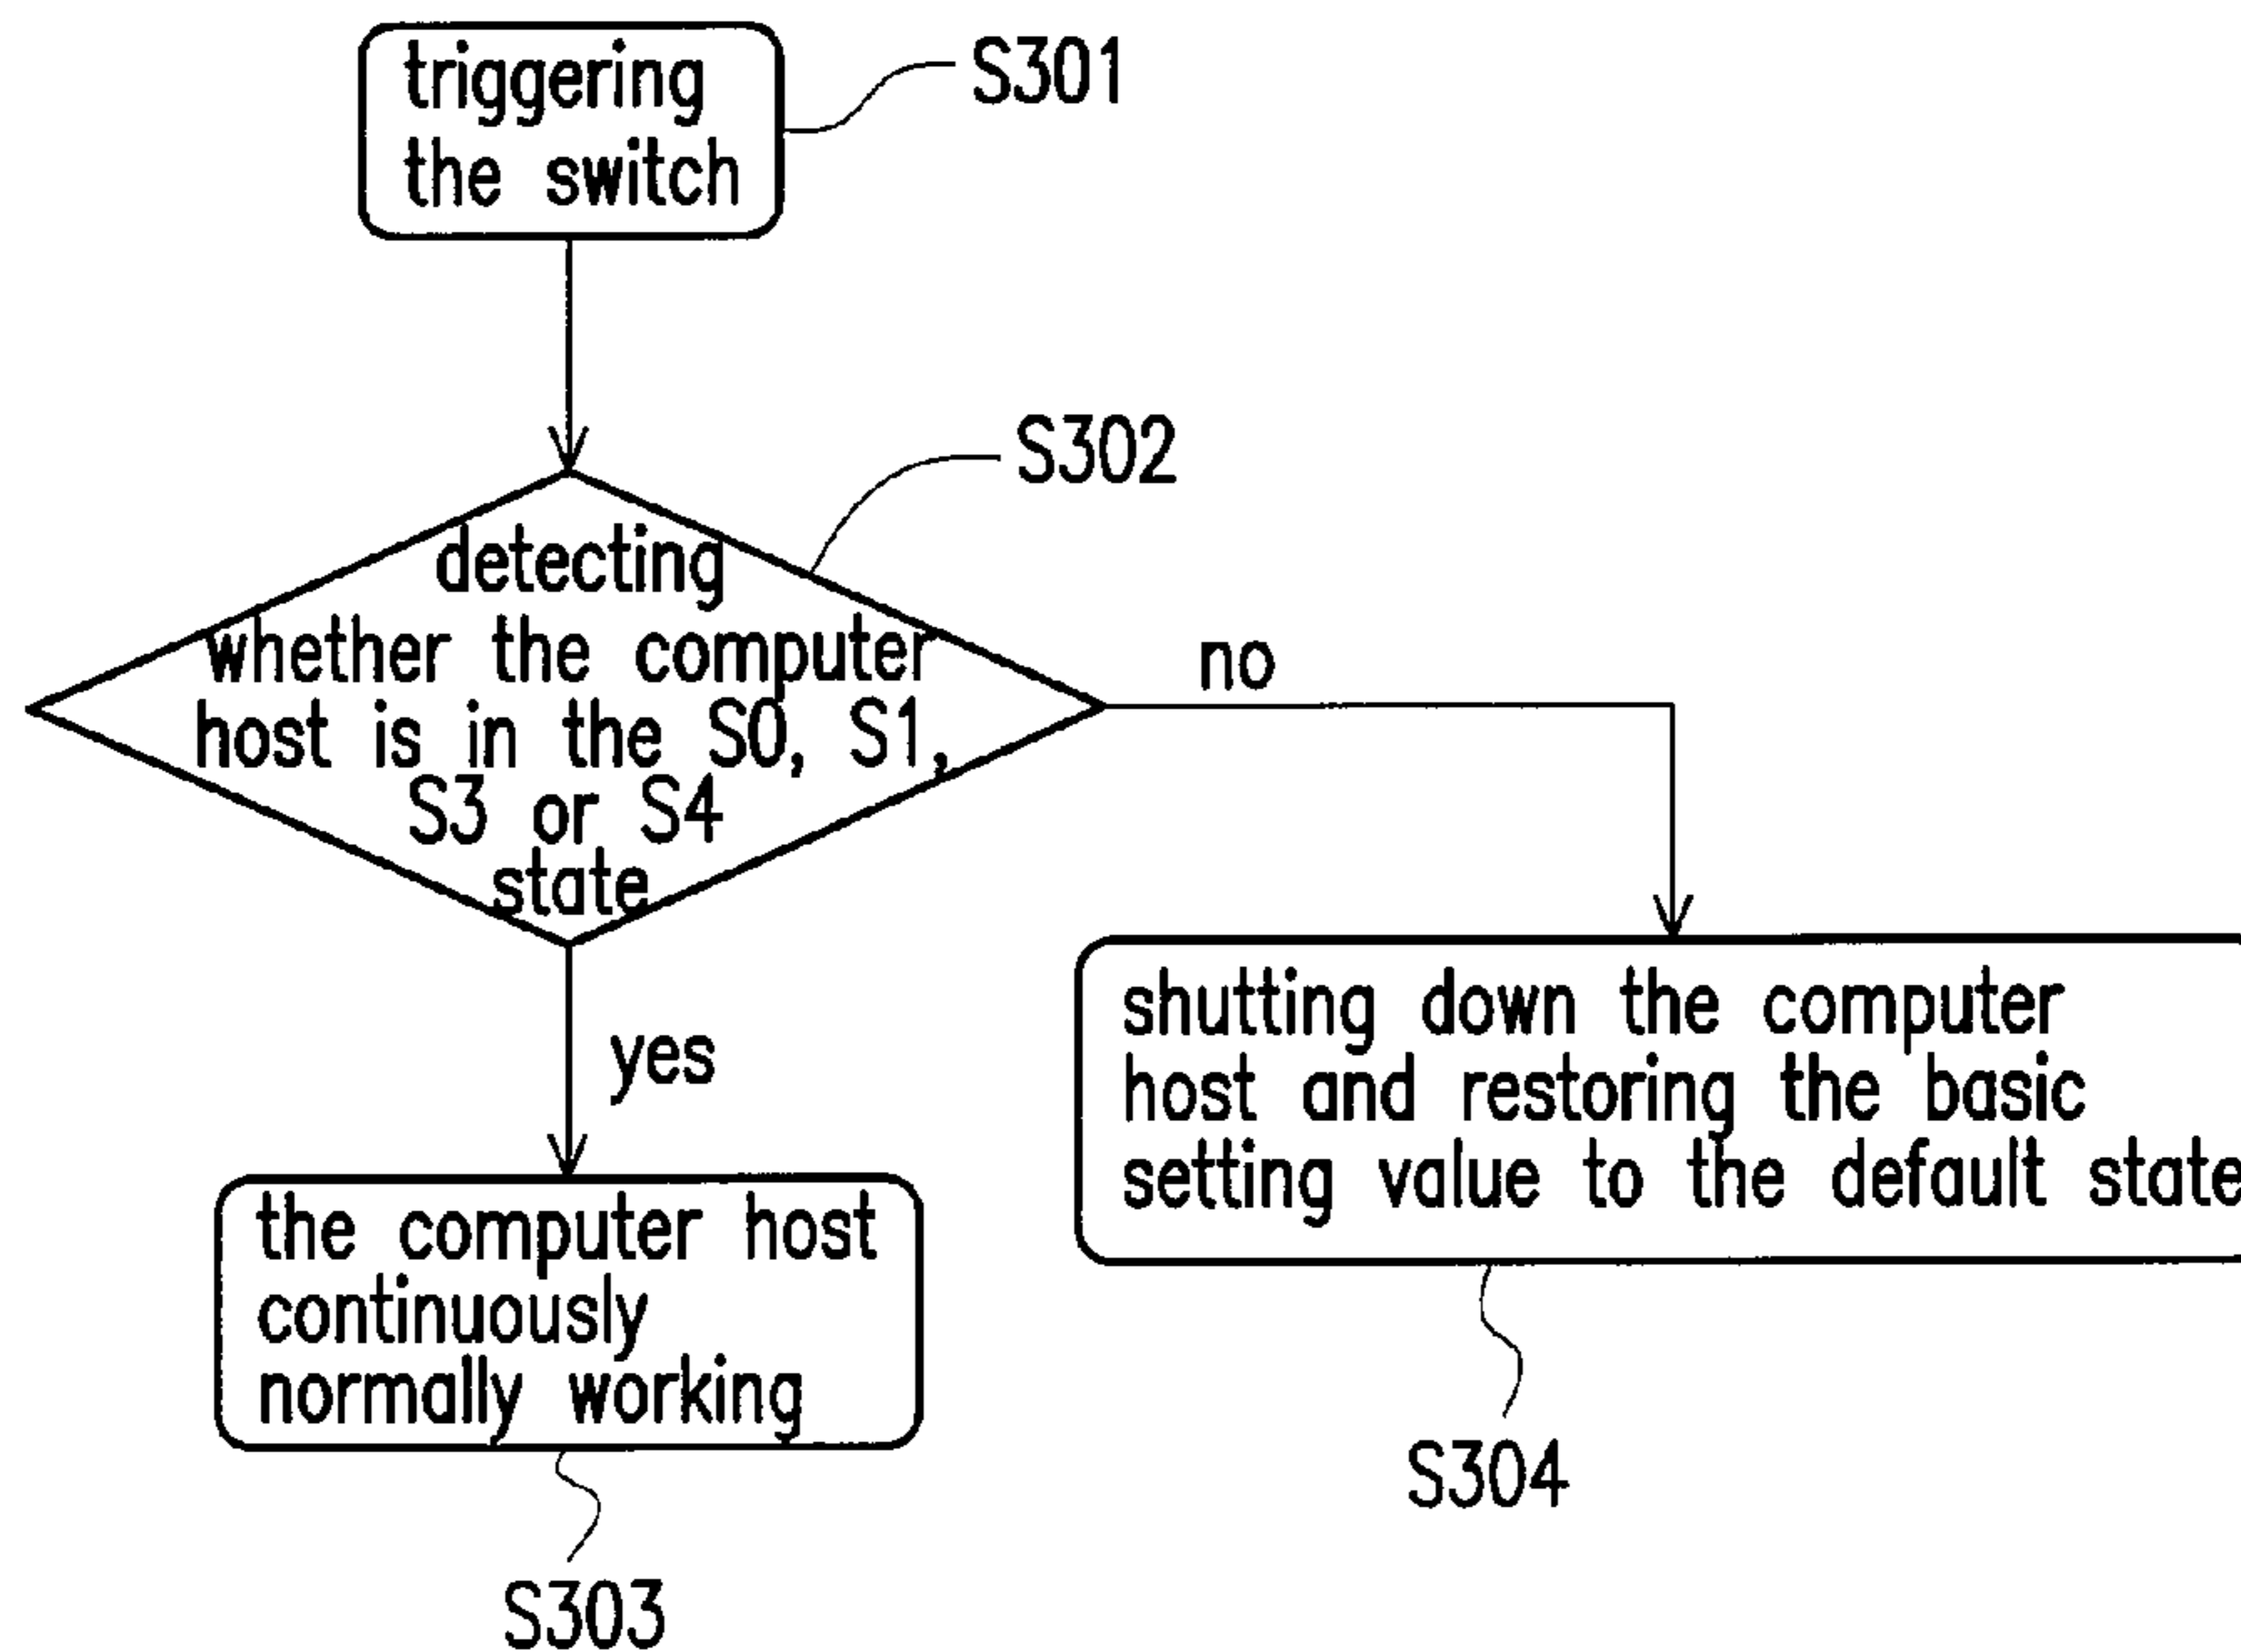 triggering
the switch
S301
S302
detecting
whether the computer
host is in the S0, S1,
S3 or S4
state
no
yes
shutting down the computer
host and restoring the basic
setting value to the default state
the computer host
continuously
normally working
S304
S303